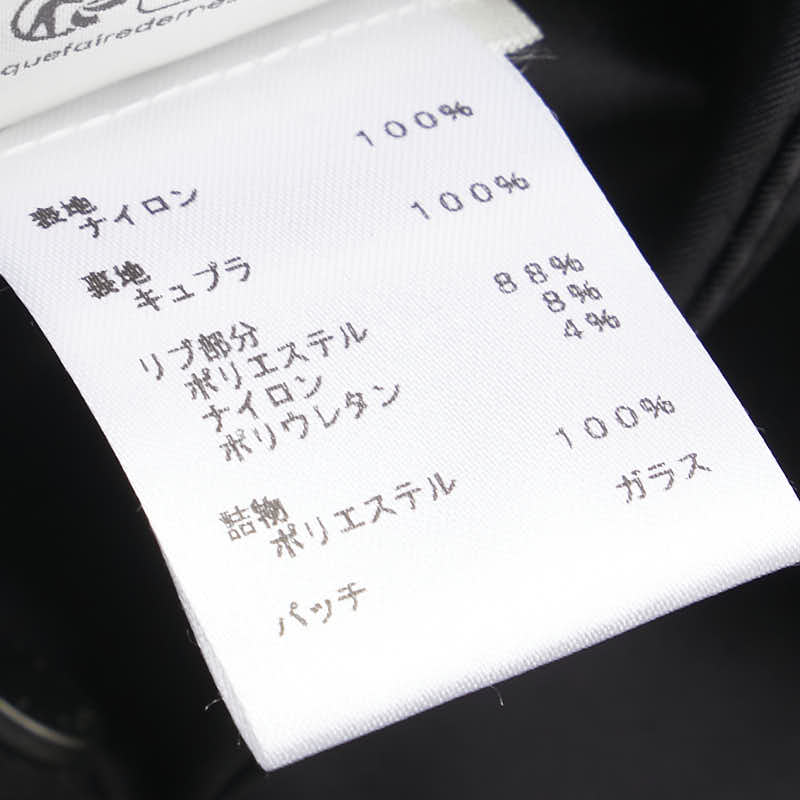 表地
ナイロン 100%
裏地
キュプラ 100%
リブ部分
ポリエステル 88%
ナイロン 8%
ポリウレタン 4%
詰物
ポリエステル 100%
パッチ ガラス